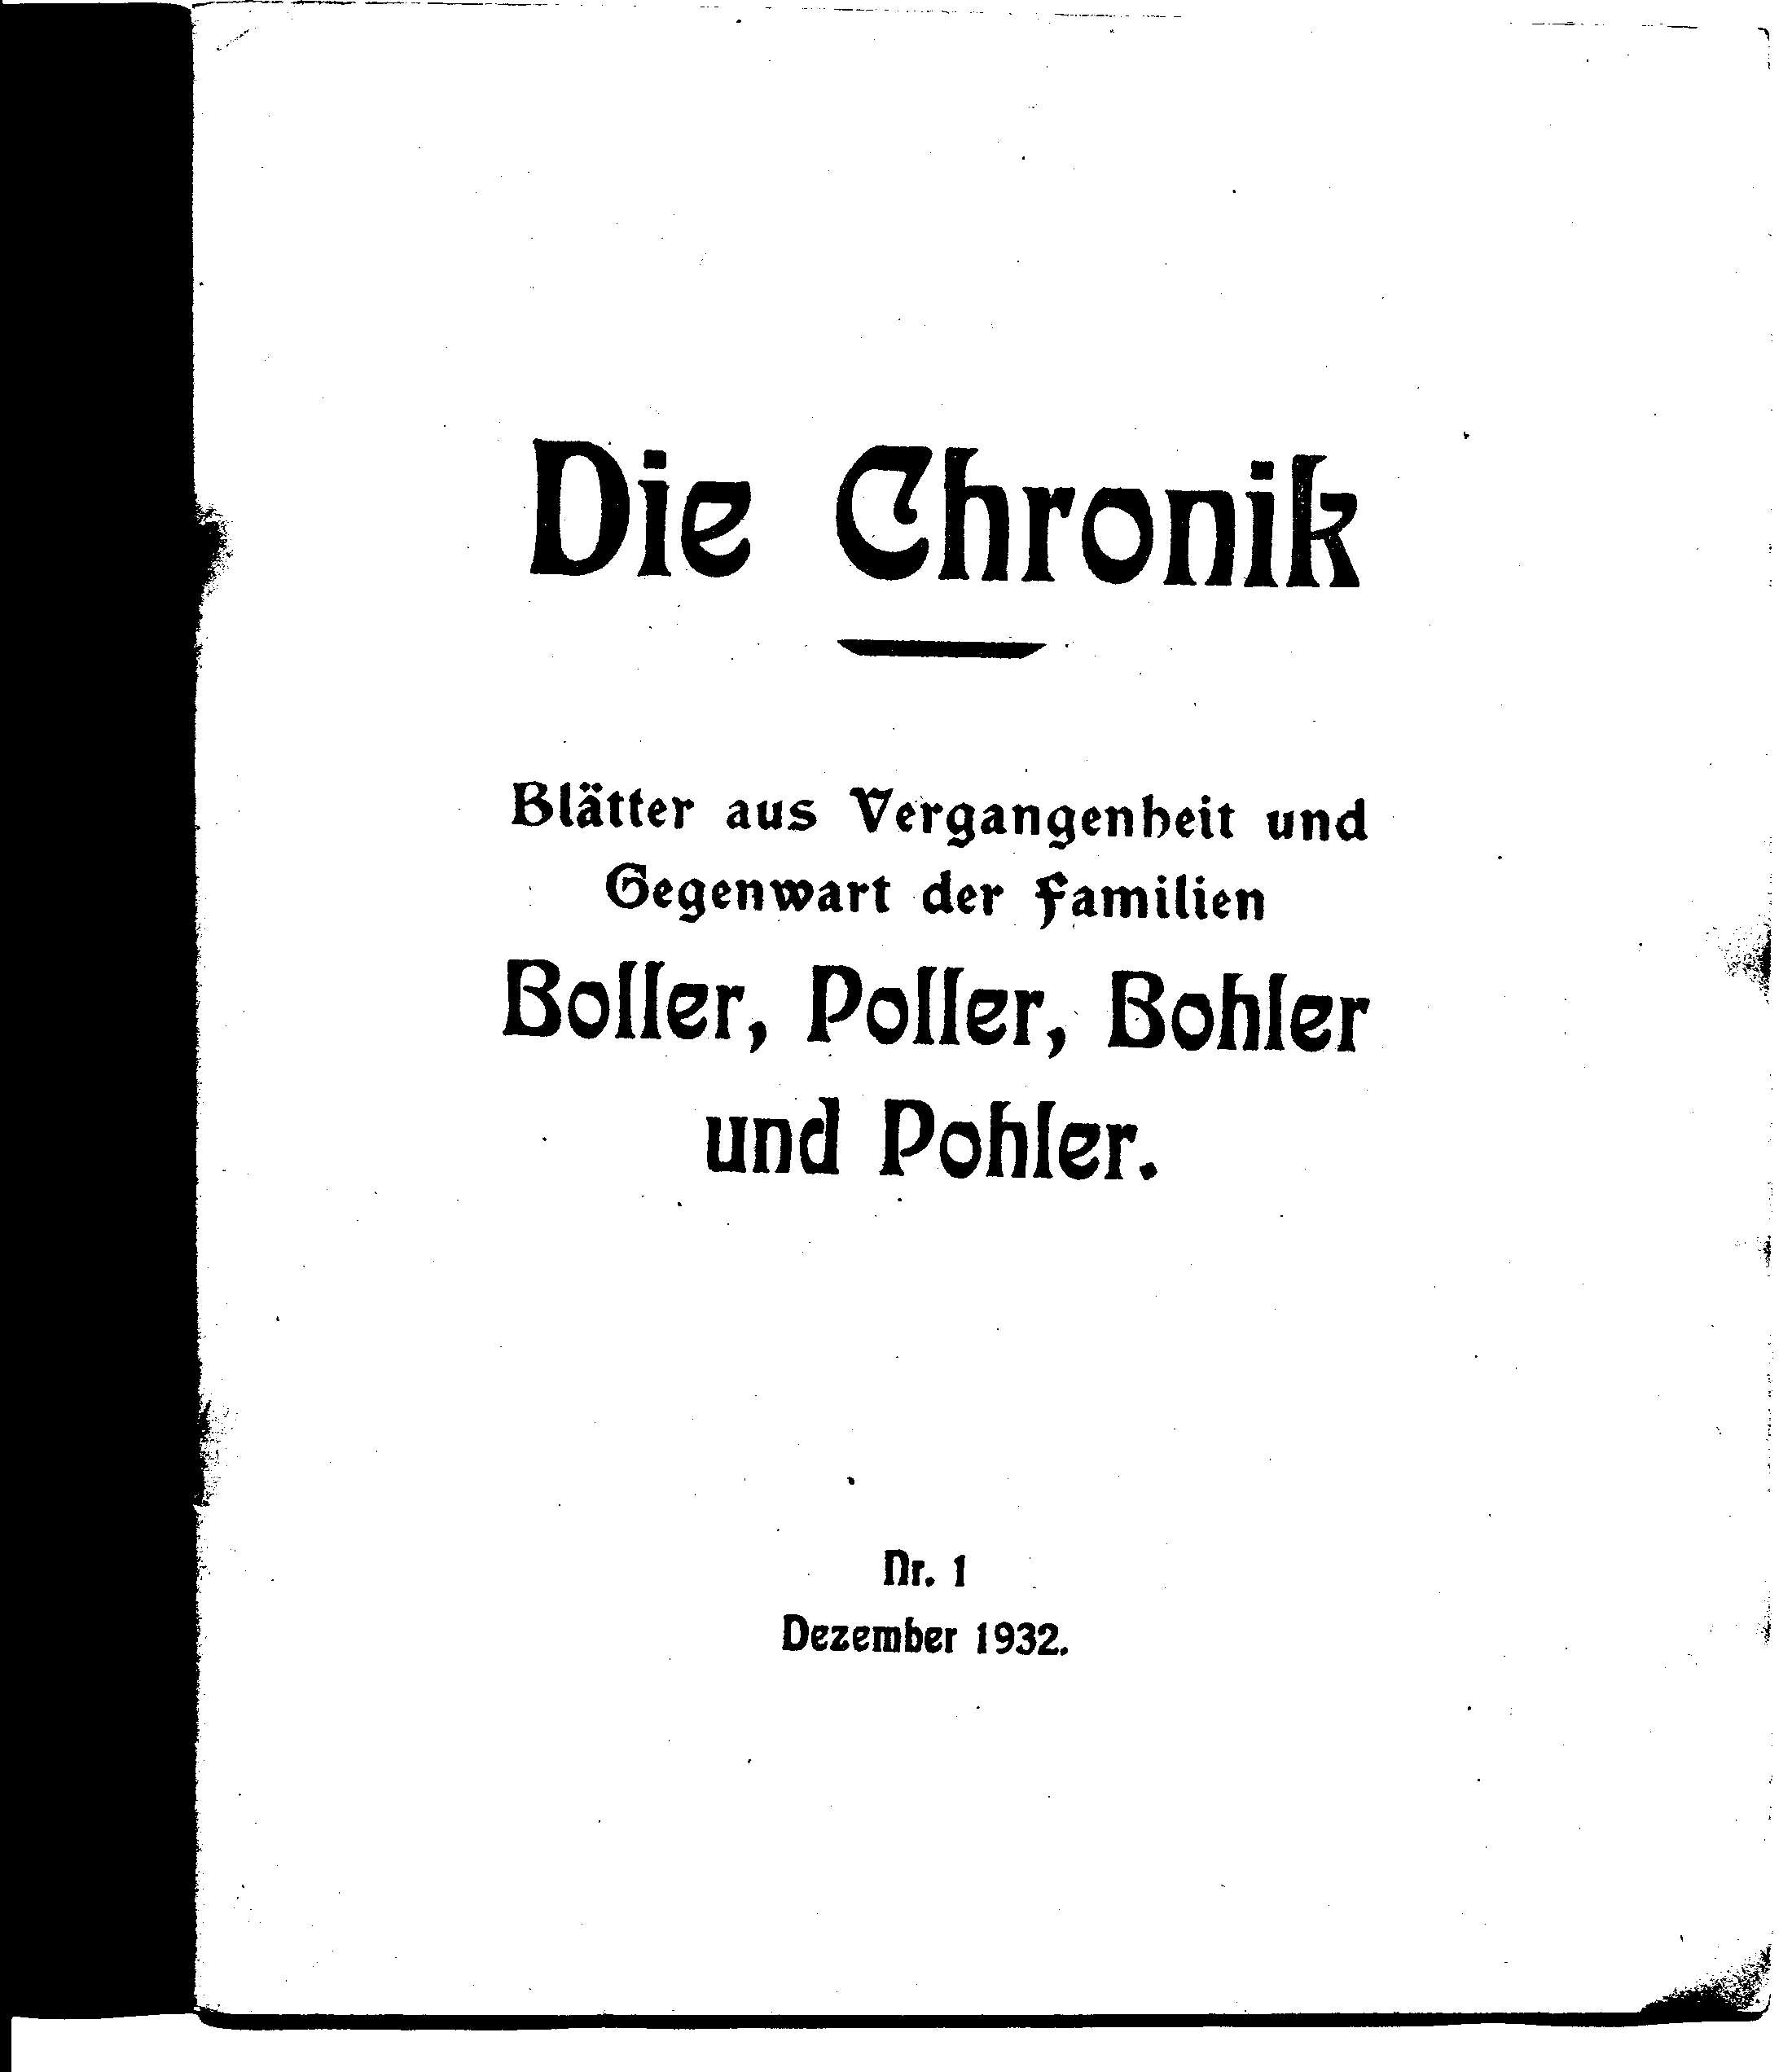 Die Chronik
Blätter aus Vergangenheit und
Gegenwart der Familien
Boller, Poller, Bohler
und Pohler.
Nr. 1
Dezember 1932.